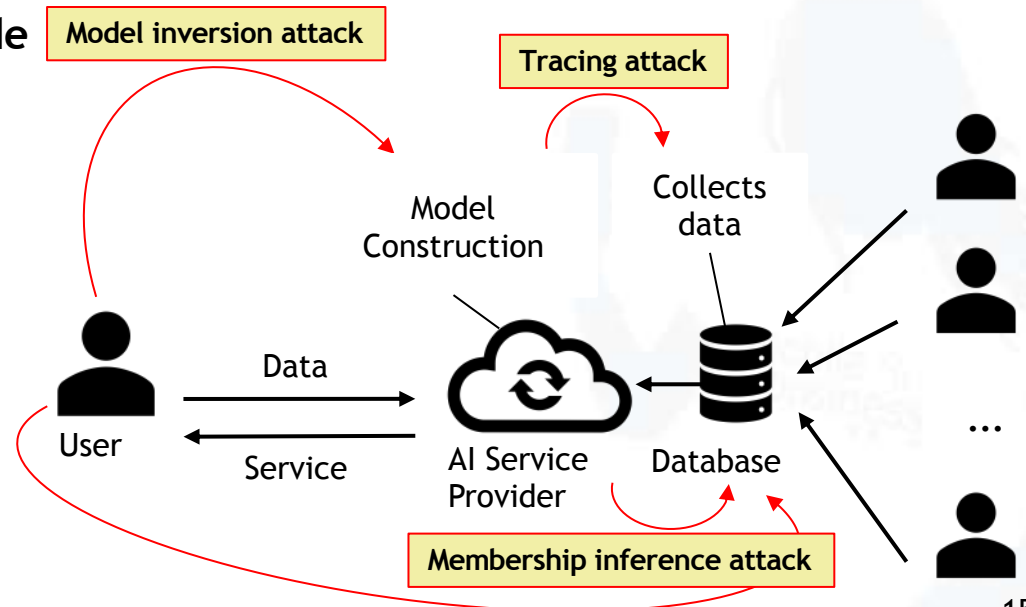 Model inversion attack
Tracing attack
Model
Construction
Collects
data
Data
User
Service
AI Service
Provider
Database
...
Membership inference attack